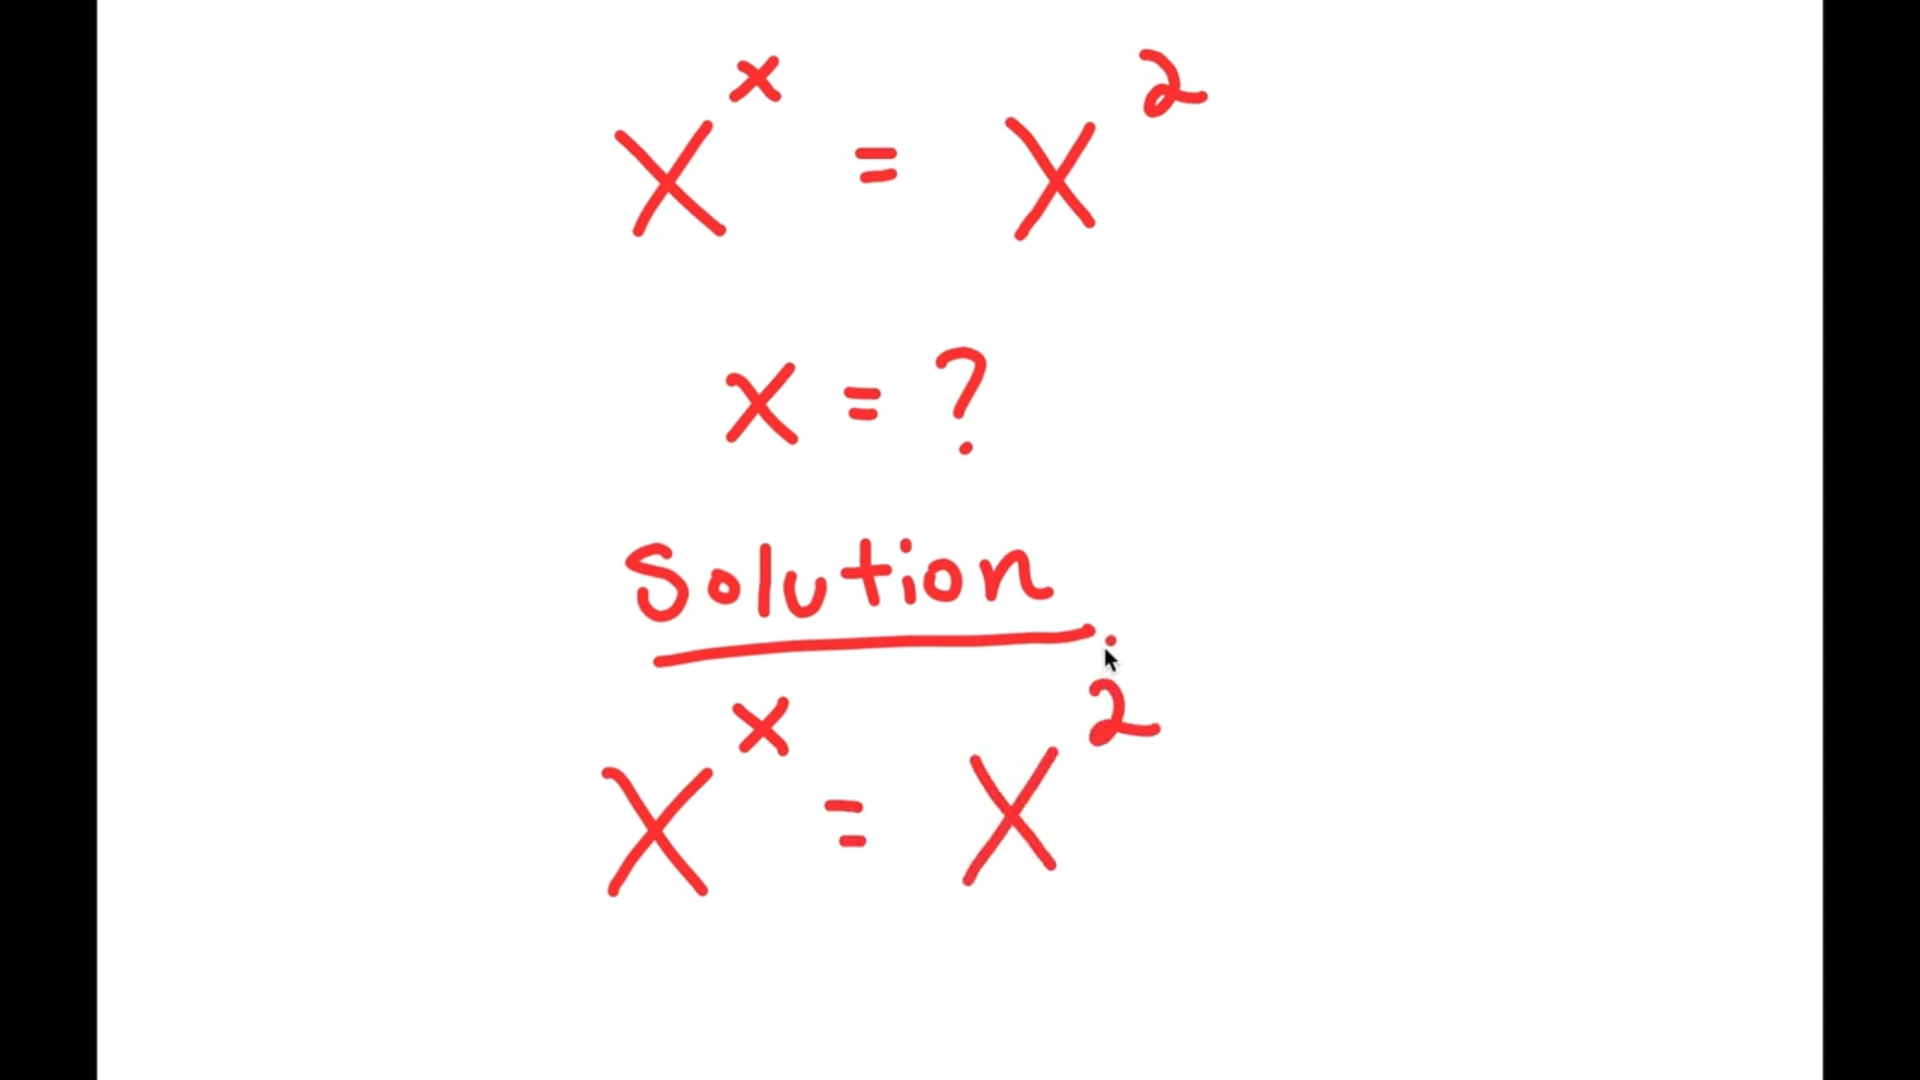 X^x = X^2
x = ?
Solution
X^x = X^2